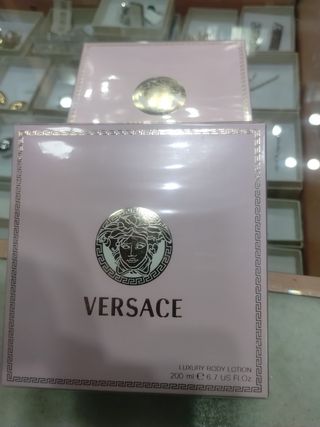 VERSACE
LUXURY BODY LOTION
200 ml ℮ 6.7 US Fl.Oz